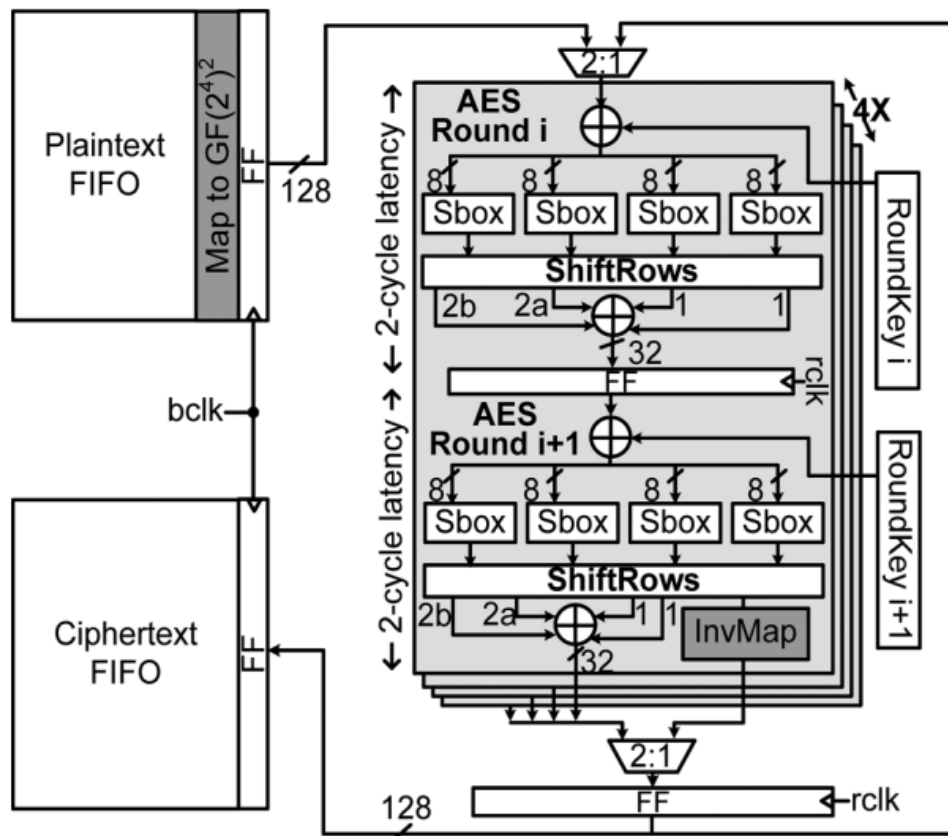 Plaintext
FIFO
Map to GF(2⁴)²
FF
128
2:1
AES
Round i
4X
8 8 8 8
Sbox Sbox Sbox Sbox
ShiftRows
2b 2a 1 1
32
FF
rclk
2-cycle latency
RoundKey i
bclk
AES
Round i+1
8 8 8 8
Sbox Sbox Sbox Sbox
ShiftRows
2b 2a 1 1
InvMap
32
2-cycle latency
RoundKey i+1
Ciphertext
FIFO
FF
2:1
FF
rclk
128